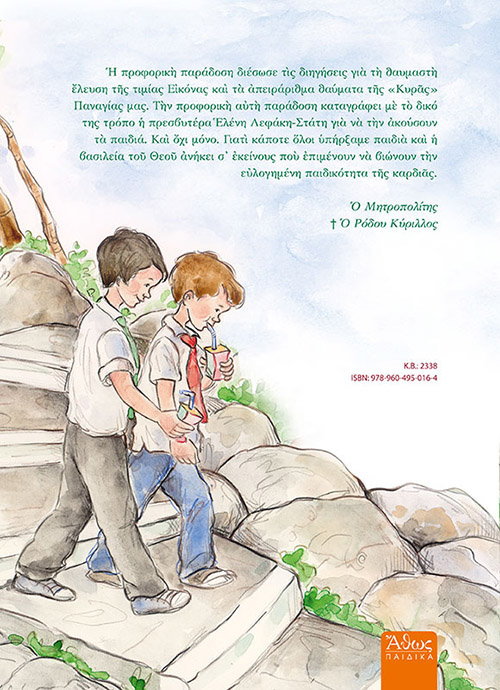 Ἡ προφορικὴ παράδοση διέσωσε τὶς διηγήσεις γιὰ τὴ θαυμαστὴ
ἔλευση τῆς τιμίας Εἰκόνας καὶ τὰ ἀπειράριθμα θαύματα τῆς «Κυρᾶς»
Παναγίας μας. Τὴν προφορικὴ αὐτὴ παράδοση καταγράφει μὲ τὸ δικό
της τρόπο ἡ πρεσβυτέρα Ἑλένη Λεφάκη-Στάτη γιὰ νὰ τὴν ἀκούσουν
τὰ παιδιά. Καὶ ὄχι μόνο. Γιατὶ κάποτε ὅλοι ὑπήρξαμε παιδιὰ καὶ ἡ
βασιλεία τοῦ Θεοῦ ἀνήκει σ᾽ ἐκείνους ποὺ ἐπιμένουν νὰ βιώνουν τὴν
εὐλογημένη παιδικότητα τῆς καρδιᾶς.
Ὁ Μητροπολίτης
† Ὁ Ρόδου Κύριλλος
Κ.Β.: 2338
ISBN: 978-960-495-016-4
Ἄθως
ΠΑΙΔΙΚΑ